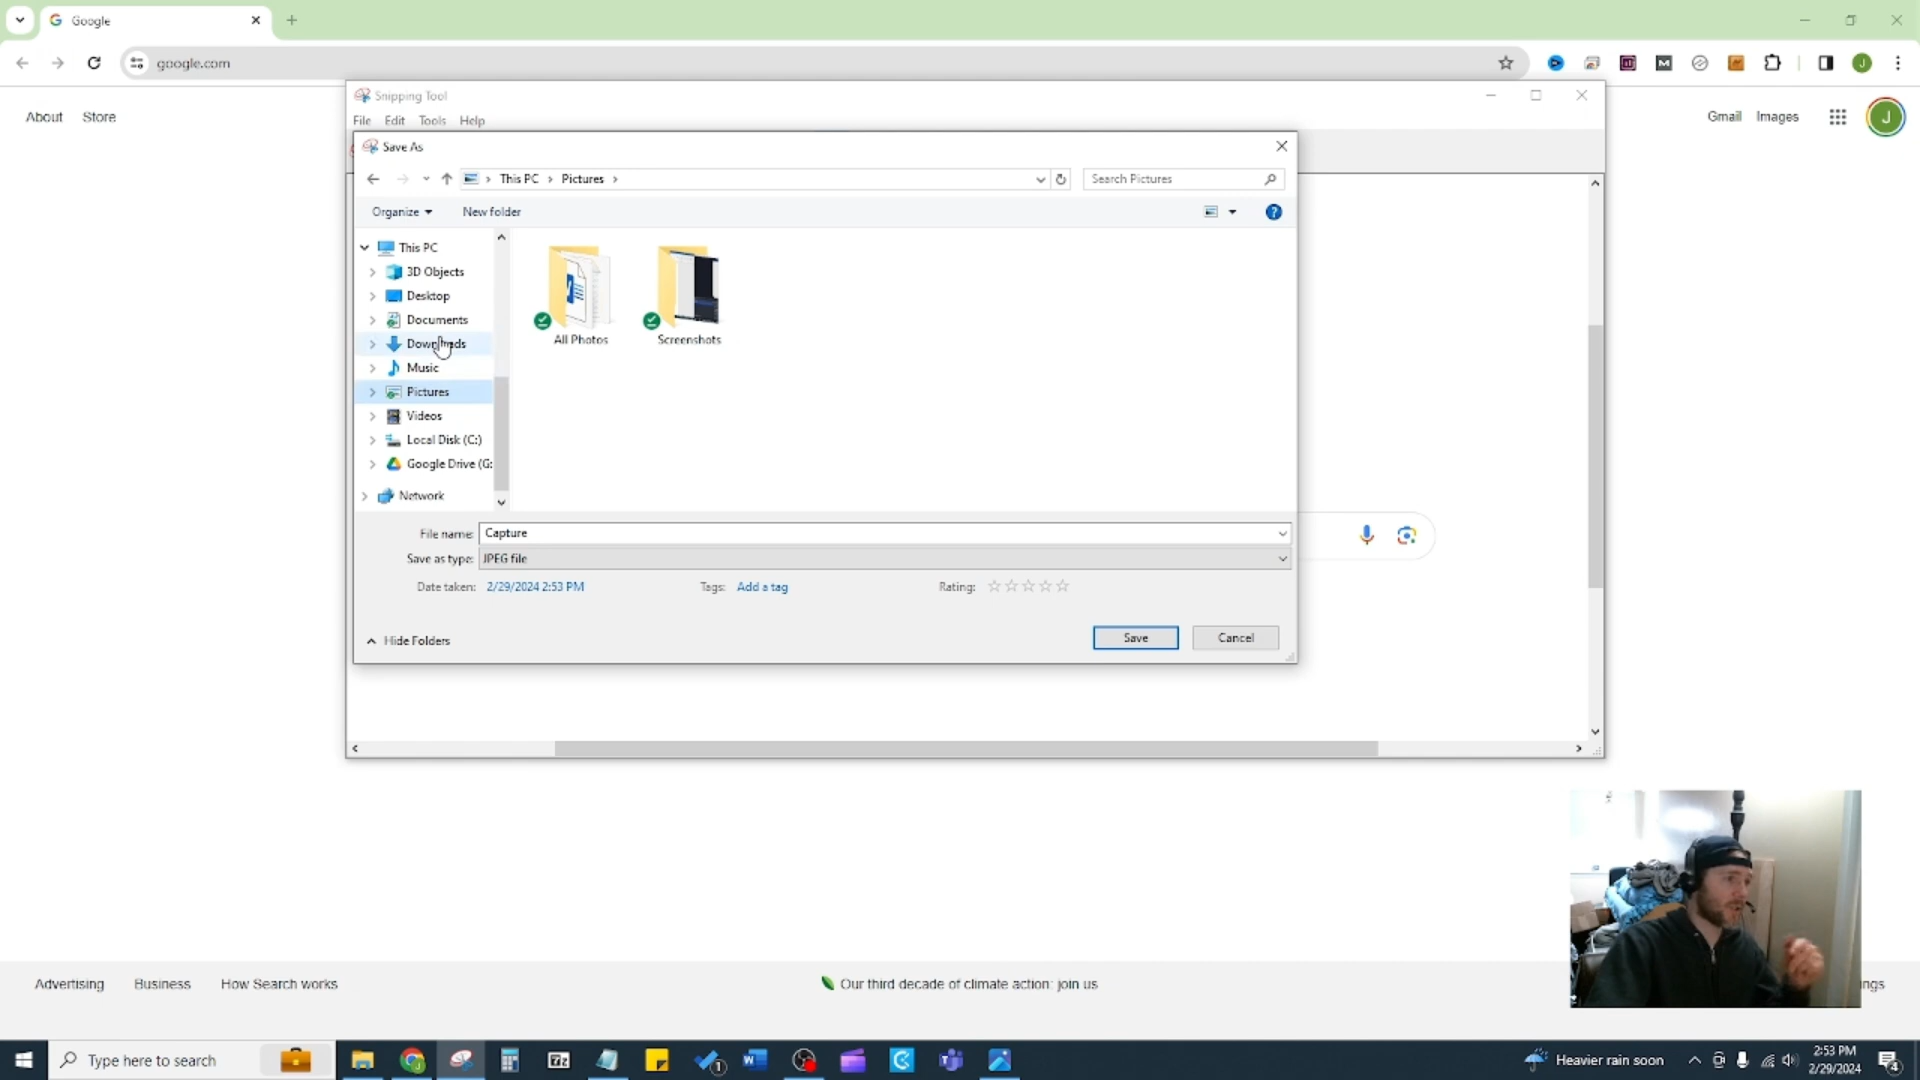 Google
google.com
About Store
Gmail Images
J
Snipping Tool
File Edit Tools Help
Save As
This PC > Pictures >
Search Pictures
Organize New folder
This PC
3D Objects
Desktop
Documents
Downloads
Music
Pictures
Videos
Local Disk (C:)
Google Drive (G:
Network
All Photos
Screenshots
File name: Capture
Save as type: JPEG file
Date taken: 2/29/2024 2:53 PM Tags: Add a tag Rating:
Hide Folders
Save Cancel
Advertising Business How Search works
Our third decade of climate action: join us
ngs
Type here to search
Heavier rain soon
2:53 PM
2/29/2024